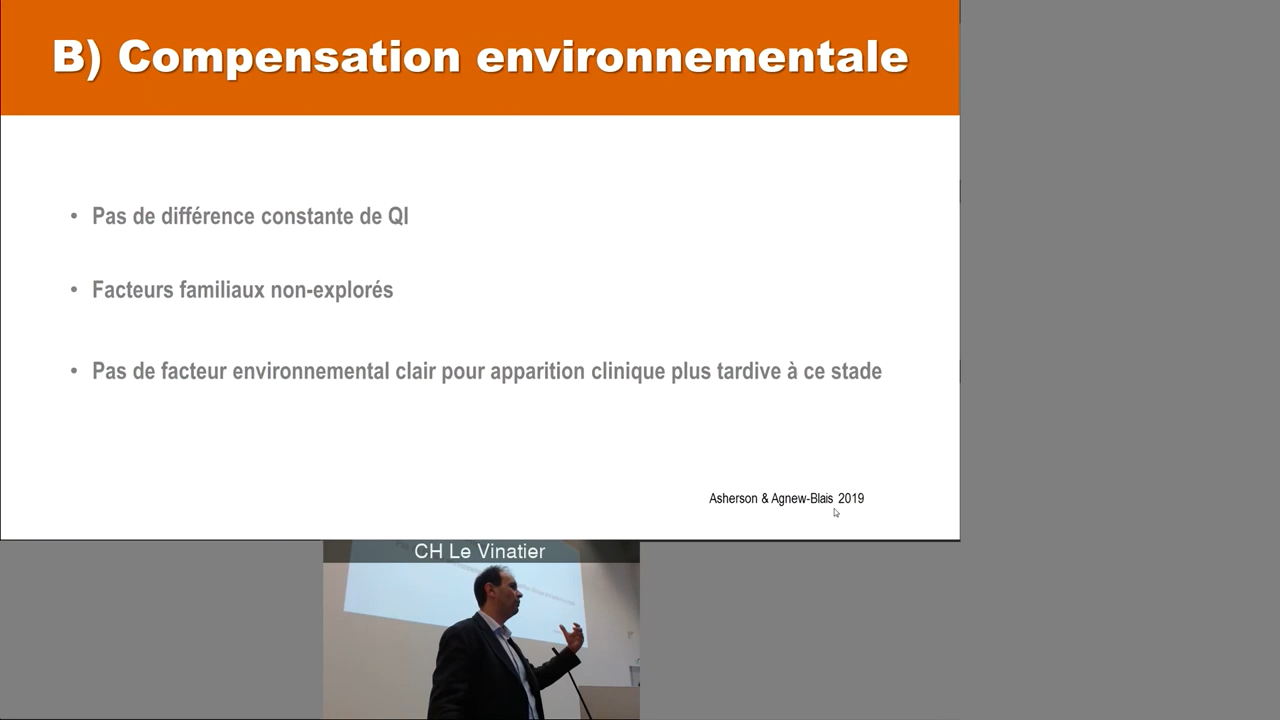 B) Compensation environnementale
• Pas de différence constante de QI
• Facteurs familiaux non-explorés
• Pas de facteur environnemental clair pour apparition clinique plus tardive à ce stade
Asherson & Agnew-Blais 2019
CH Le Vinatier